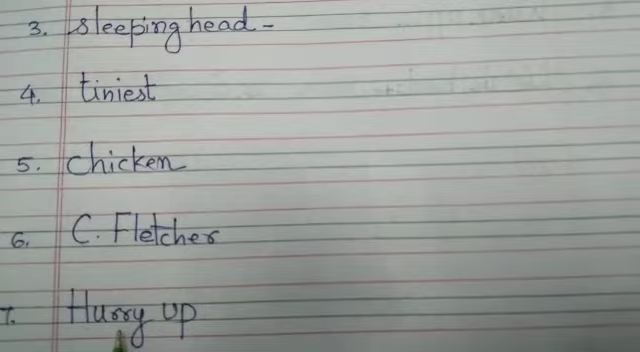 3. sleeping head -
4. tiniest
5. chicken
6. C. Fletcher
7. Hurry up